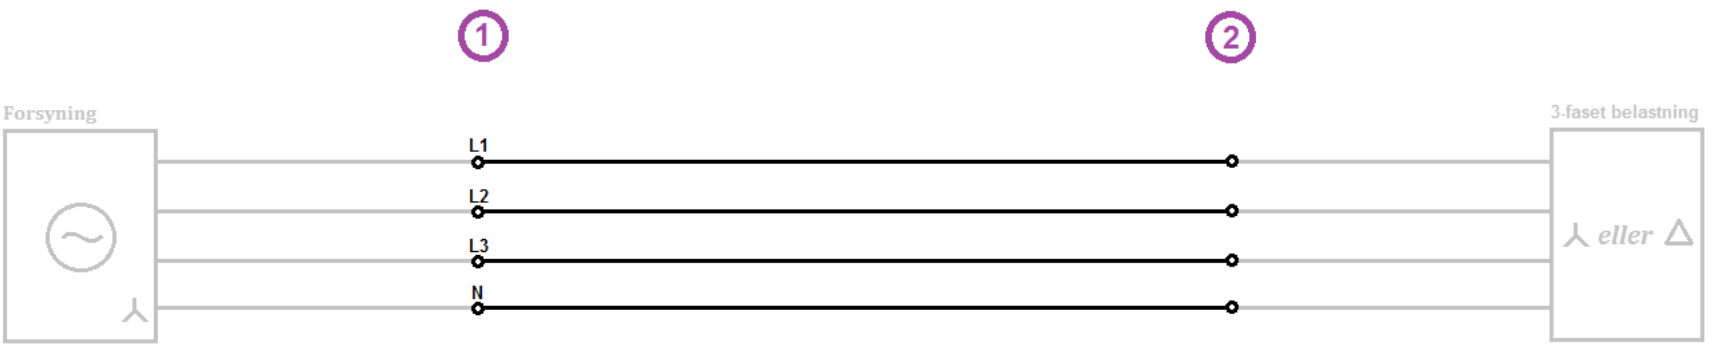 1
2
Forsyning
3-faset belastning
L1
L2
eller
L3
N